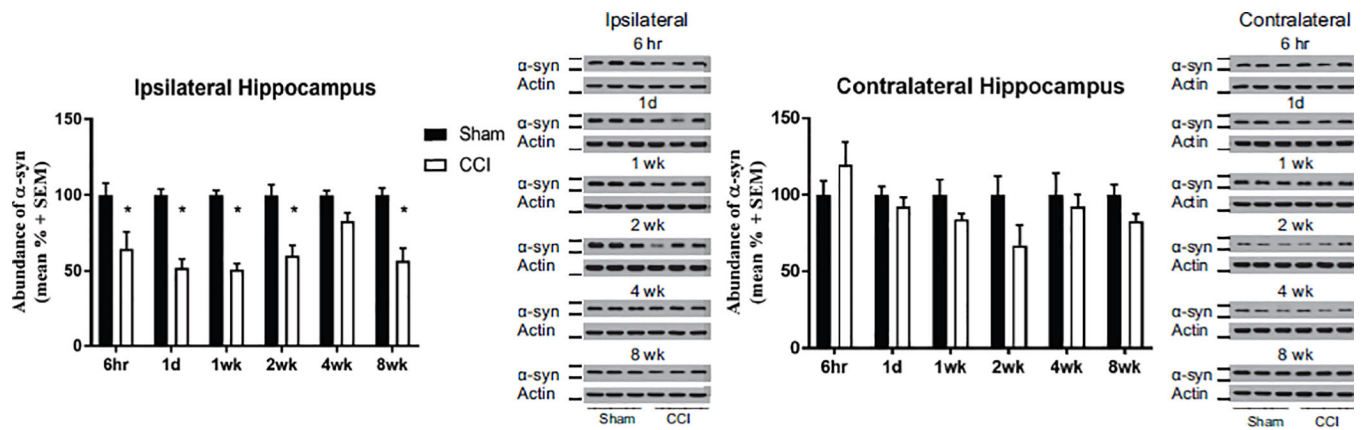 Ipsilateral Hippocampus
Abundance of α-syn
(mean % + SEM)
150
100
50
0
* * * * *
6hr 1d 1wk 2wk 4wk 8wk
Sham
CCI
Ipsilateral
6 hr
α-syn
Actin
1d
α-syn
Actin
1 wk
α-syn
Actin
2 wk
α-syn
Actin
4 wk
α-syn
Actin
8 wk
α-syn
Actin
Sham CCI
Contralateral Hippocampus
Abundance of α-syn
(mean % + SEM)
150
100
50
0
6hr 1d 1wk 2wk 4wk 8wk
Contralateral
6 hr
α-syn
Actin
1d
α-syn
Actin
1 wk
α-syn
Actin
2 wk
α-syn
Actin
4 wk
α-syn
Actin
8 wk
α-syn
Actin
Sham CCI